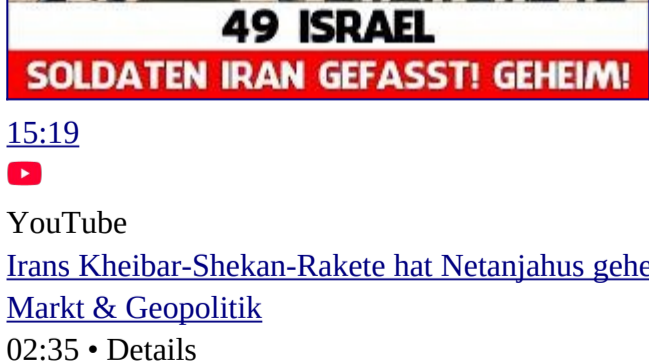 49 ISRAEL
SOLDATEN IRAN GEFASST! GEHEIM!
15:19
YouTube
Irans Kheibar-Shekan-Rakete hat Netanjahus gehe
Markt & Geopolitik
02:35 • Details